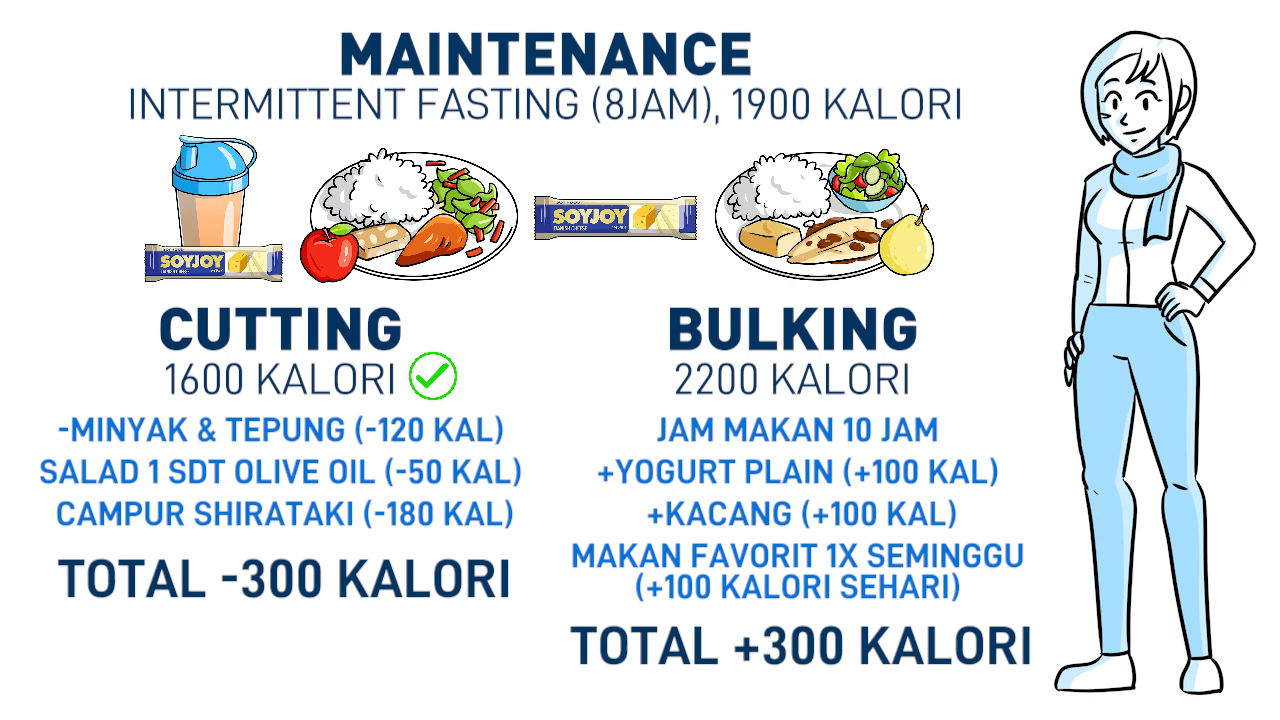 MAINTENANCE
INTERMITTENT FASTING (8JAM), 1900 KALORI
SOYJOY
SOYJOY
CUTTING
1600 KALORI
-MINYAK & TEPUNG (-120 KAL)
SALAD 1 SDT OLIVE OIL (-50 KAL)
CAMPUR SHIRATAKI (-180 KAL)
TOTAL -300 KALORI
BULKING
2200 KALORI
JAM MAKAN 10 JAM
+YOGURT PLAIN (+100 KAL)
+KACANG (+100 KAL)
MAKAN FAVORIT 1X SEMINGGU
(+100 KALORI SEHARI)
TOTAL +300 KALORI